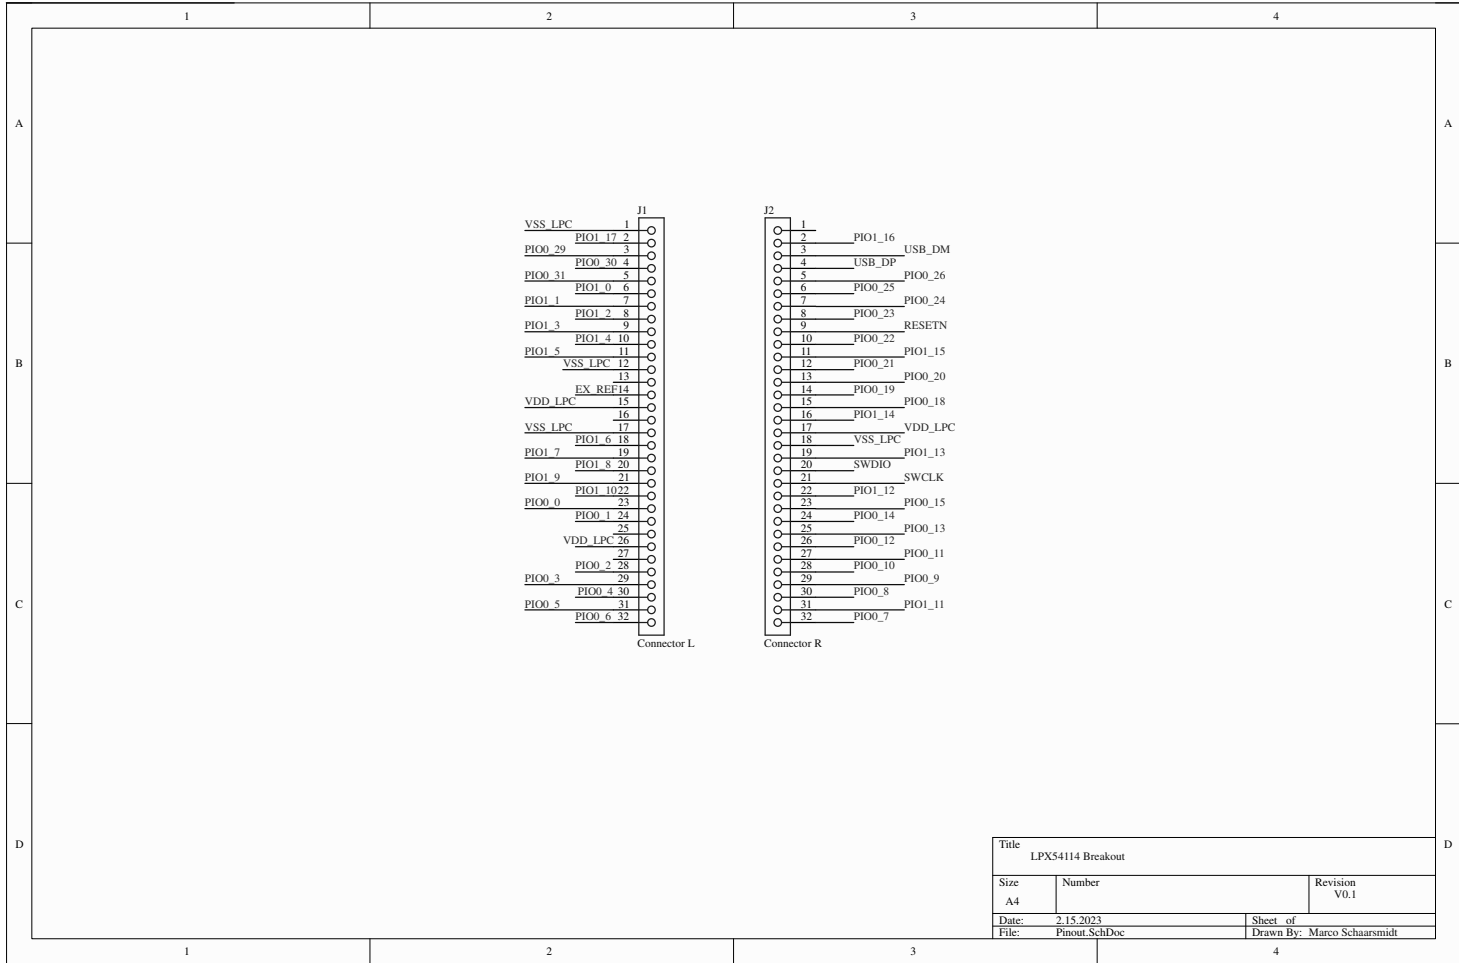 1 2 3 4
A A
B B
C C
D D
J1
VSS_LPC 1
PIO1_17 2
PIO0_29 3
PIO0_30 4
PIO0_31 5
PIO1_0 6
PIO1_1 7
PIO1_2 8
PIO1_3 9
PIO1_4 10
PIO1_5 11
VSS_LPC 12
13
EX_REF 14
VDD_LPC 15
16
VSS_LPC 17
PIO1_6 18
PIO1_7 19
PIO1_8 20
PIO1_9 21
PIO1_10 22
PIO0_0 23
PIO0_1 24
25
VDD_LPC 26
27
PIO0_2 28
PIO0_3 29
PIO0_4 30
PIO0_5 31
PIO0_6 32
Connector L
J2
1
2 PIO1_16
3 USB_DM
4 USB_DP
5 PIO0_26
6 PIO0_25
7 PIO0_24
8 PIO0_23
9 RESETN
10 PIO0_22
11 PIO1_15
12 PIO0_21
13 PIO0_20
14 PIO0_19
15 PIO0_18
16 PIO1_14
17 VDD_LPC
18 VSS_LPC
19 PIO1_13
20 SWDIO
21 SWCLK
22 PIO1_12
23 PIO0_15
24 PIO0_14
25 PIO0_13
26 PIO0_12
27 PIO0_11
28 PIO0_10
29 PIO0_9
30 PIO0_8
31 PIO1_11
32 PIO0_7
Connector R
Title
LPX54114 Breakout
Size Number Revision
A4 V0.1
Date: 2.15.2023 Sheet of
File: Pinout.SchDoc Drawn By: Marco Schaarsmidt
1 2 3 4